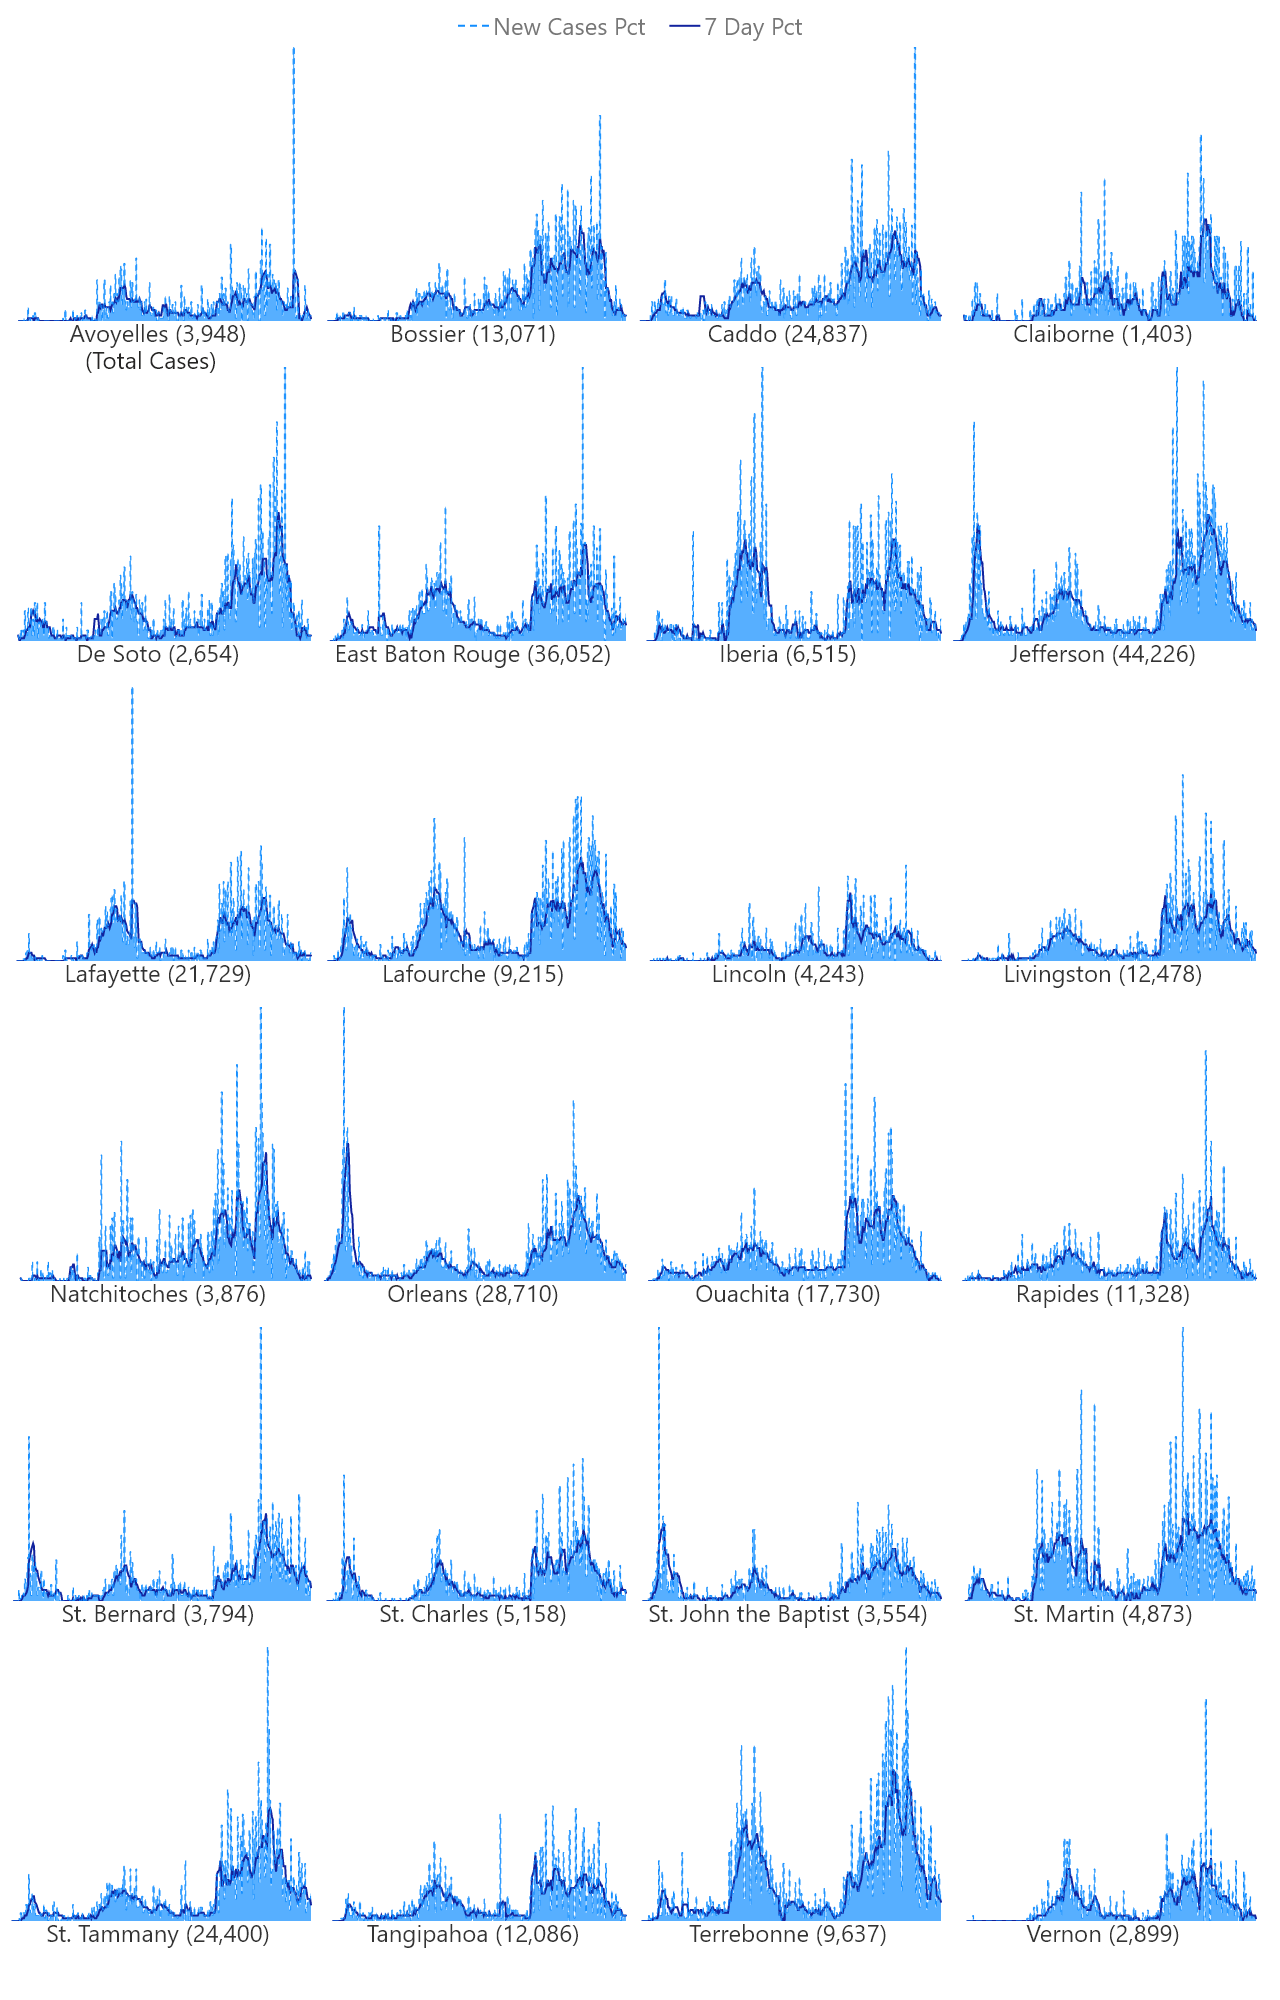 New Cases Pct 7 Day Pct
Avoyelles (3,948) Bossier (13,071) Caddo (24,837) Claiborne (1,403)
(Total Cases)
De Soto (2,654) East Baton Rouge (36,052) Iberia (6,515) Jefferson (44,226)
Lafayette (21,729) Lafourche (9,215) Lincoln (4,243) Livingston (12,478)
Natchitoches (3,876) Orleans (28,710) Ouachita (17,730) Rapides (11,328)
St. Bernard (3,794) St. Charles (5,158) St. John the Baptist (3,554) St. Martin (4,873)
St. Tammany (24,400) Tangipahoa (12,086) Terrebonne (9,637) Vernon (2,899)